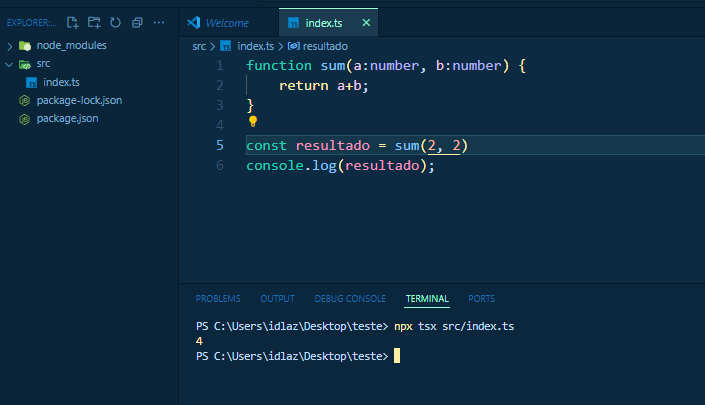 EXPLORER:...
Welcome
index.ts
node_modules
src
index.ts
package-lock.json
package.json
src > index.ts > resultado
1 function sum(a:number, b:number) {
2 return a+b;
3 }
4
5 const resultado = sum(2, 2)
6 console.log(resultado);
PROBLEMS OUTPUT DEBUG CONSOLE TERMINAL PORTS
PS C:\Users\idlaz\Desktop\teste> npx tsx src/index.ts
4
PS C:\Users\idlaz\Desktop\teste>